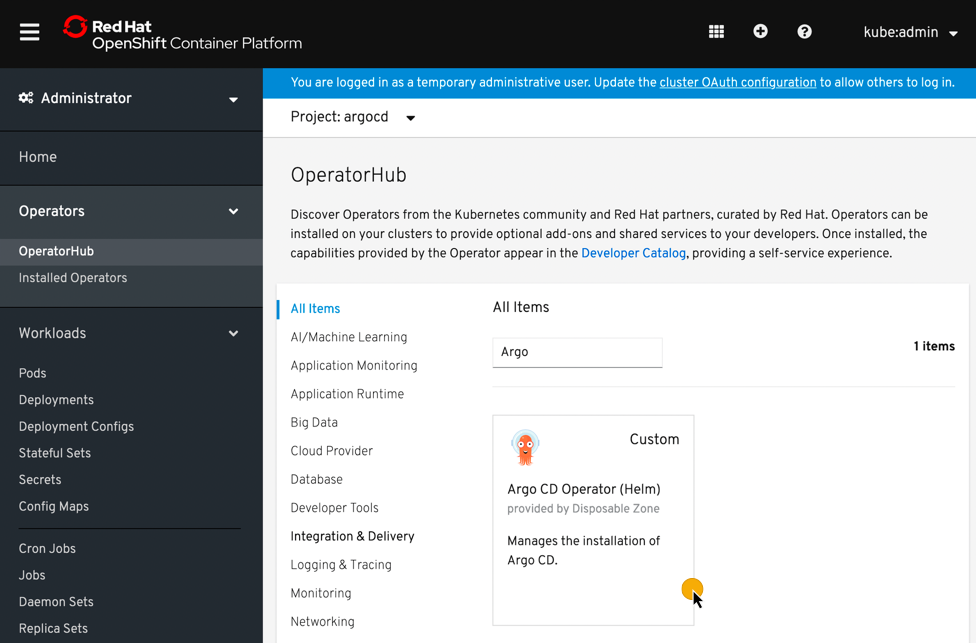 Red Hat
OpenShift Container Platform
kube:admin
Administrator
Home
Operators
OperatorHub
Installed Operators
Workloads
Pods
Deployments
Deployment Configs
Stateful Sets
Secrets
Config Maps
Cron Jobs
Jobs
Daemon Sets
Replica Sets
You are logged in as a temporary administrative user. Update the cluster OAuth configuration to allow others to log in.
Project: argocd
OperatorHub
Discover Operators from the Kubernetes community and Red Hat partners, curated by Red Hat. Operators can be
installed on your clusters to provide optional add-ons and shared services to your developers. Once installed, the
capabilities provided by the Operator appear in the Developer Catalog, providing a self-service experience.
All Items
AI/Machine Learning
Application Monitoring
Application Runtime
Big Data
Cloud Provider
Database
Developer Tools
Integration & Delivery
Logging & Tracing
Monitoring
Networking
All Items
Argo
1 items
Custom
Argo CD Operator (Helm)
provided by Disposable Zone
Manages the installation of
Argo CD.